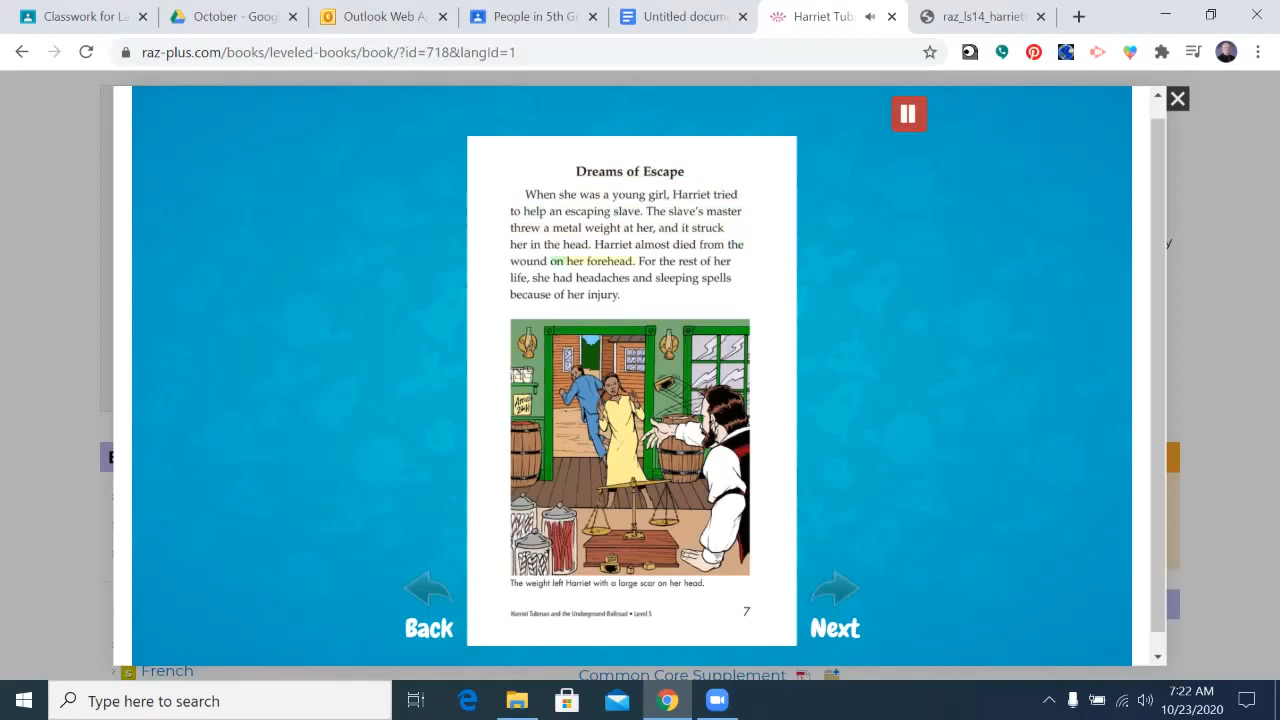 Classwork for La
Google Drive - Goog
Outlook Web A
People in 5th Gr
Untitled docume
Harriet Tub
raz_ls14_harriett
raz-plus.com/books/leveled-books/book/?id=718&langId=1
Dreams of Escape
When she was a young girl, Harriet tried
to help an escaping slave. The slave's master
threw a metal weight at her, and it struck
her in the head. Harriet almost died from the
wound on her forehead. For the rest of her
life, she had headaches and sleeping spells
because of her injury.
The weight left Harriet with a large scar on her head.
Harriet Tubman and the Underground Railroad • Level S
7
Back
Next
French
Common Core Supplement
Type here to search
7:22 AM
10/23/2020